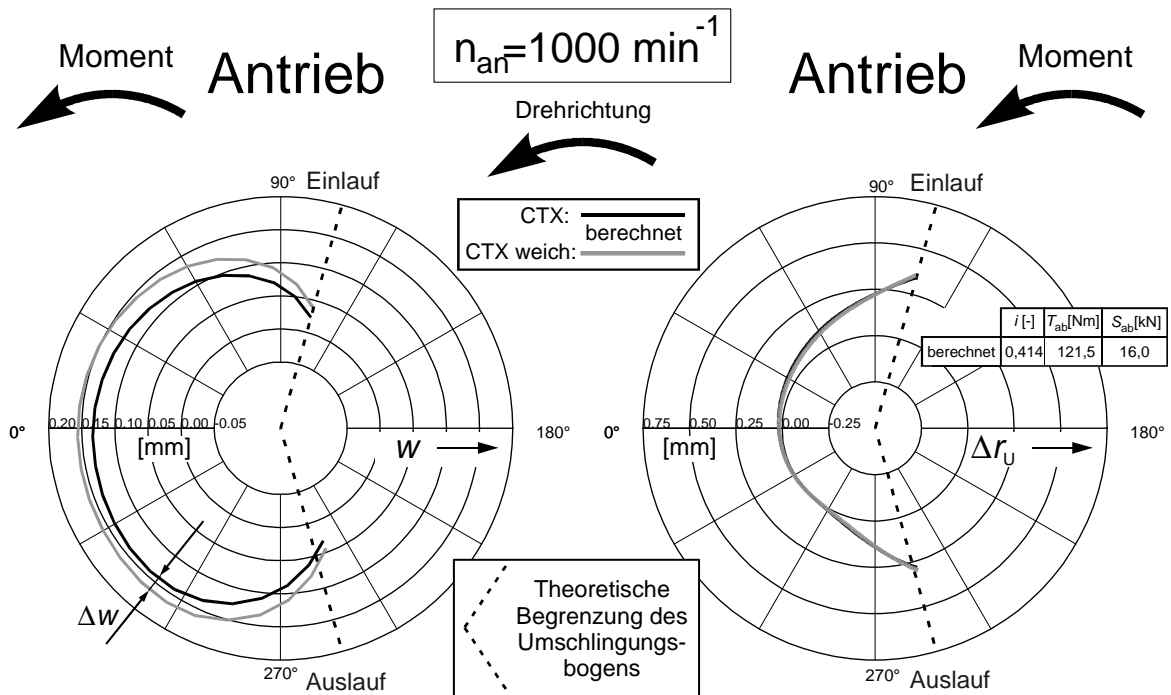 n_an=1000 min^-1
Moment
Antrieb
Antrieb
Moment
Drehrichtung
90° Einlauf
90° Einlauf
CTX:
berechnet
CTX weich:
i [-] T_ab[Nm] S_ab[kN]
berechnet 0,414 121,5 16,0
0° 0.20 0.15 0.10 0.05 0.00 -0.05 180°
[mm] w
0° 0.75 0.50 0.25 0.00 -0.25 180°
[mm] Δr_U
Δw
Theoretische
Begrenzung des
Umschlingungs-
bogens
270° Auslauf
270° Auslauf